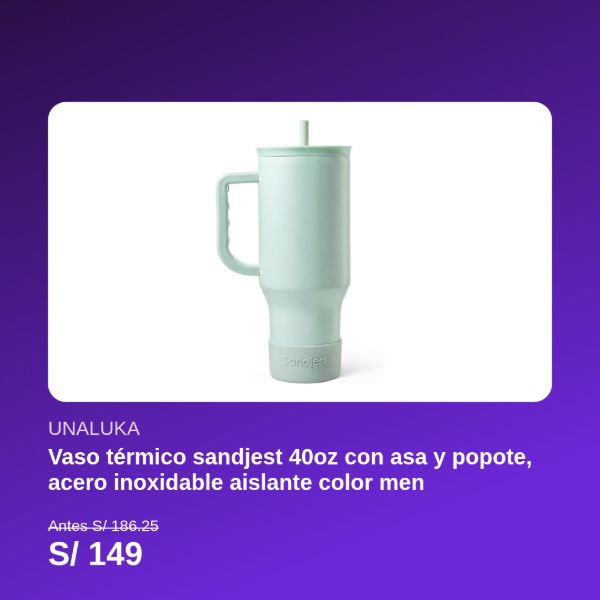 Sandjest
UNALUKA
Vaso térmico sandjest 40oz con asa y popote,
acero inoxidable aislante color men
Antes S/ 186.25
S/ 149